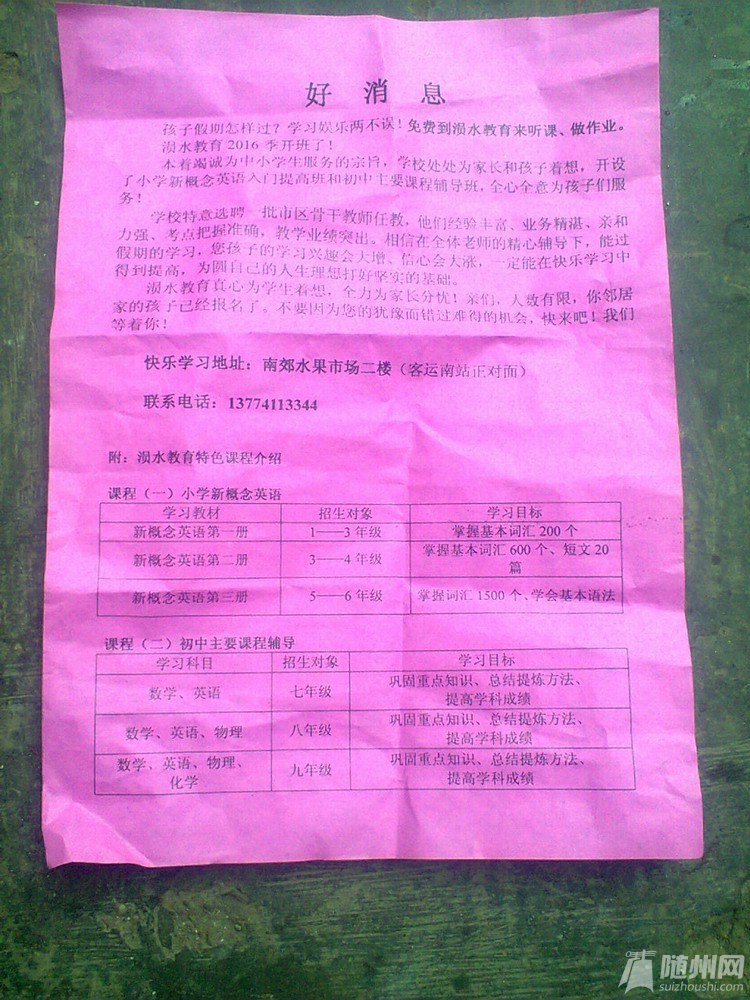 好消息
孩子假期怎样过？学习娱乐两不误！免费到涢水教育来听课、做作业。
涢水教育2016 季开班了！
本着竭诚为中小学生服务的宗旨，学校处处为家长和孩子着想，开设
了小学新概念英语入门提高班和初中主要课程辅导班，全心全意为孩子们服
务！
学校特意选聘一批市区骨干教师任教，他们经验丰富、业务精湛、亲和
力强、考点把握准确，教学业绩突出。相信在全体老师的精心辅导下，能过
假期的学习，您孩子的学习兴趣会大增、信心会大涨，一定能在快乐学习中
得到提高，为圆自己的人生理想打好坚实的基础。
涢水教育真心为学生着想，全力为家长分忧！亲们，人数有限，你邻居
家的孩子已经报名了。不要因为您的犹豫而错过难得的机会，快来吧！我们
等着你！
快乐学习地址：南郊水果市场二楼（客运南站正对面）
联系电话：13774113344
附：涢水教育特色课程介绍
课程（一）小学新概念英语
学习教材 招生对象 学习目标
新概念英语第一册 1——3年级 掌握基本词汇200个
新概念英语第二册 3——4年级 掌握基本词汇600个、短文20
篇
新概念英语第三册 5——6年级 掌握词汇1500个、学会基本语法
课程（二）初中主要课程辅导
学习科目 招生对象 学习目标
数学、英语 七年级 巩固重点知识、总结提炼方法、
提高学科成绩
数学、英语、物理 八年级 巩固重点知识、总结提炼方法、
提高学科成绩
数学、英语、物理、 九年级 巩固重点知识、总结提炼方法、
化学 提高学科成绩
随州网
suizhoushi.com